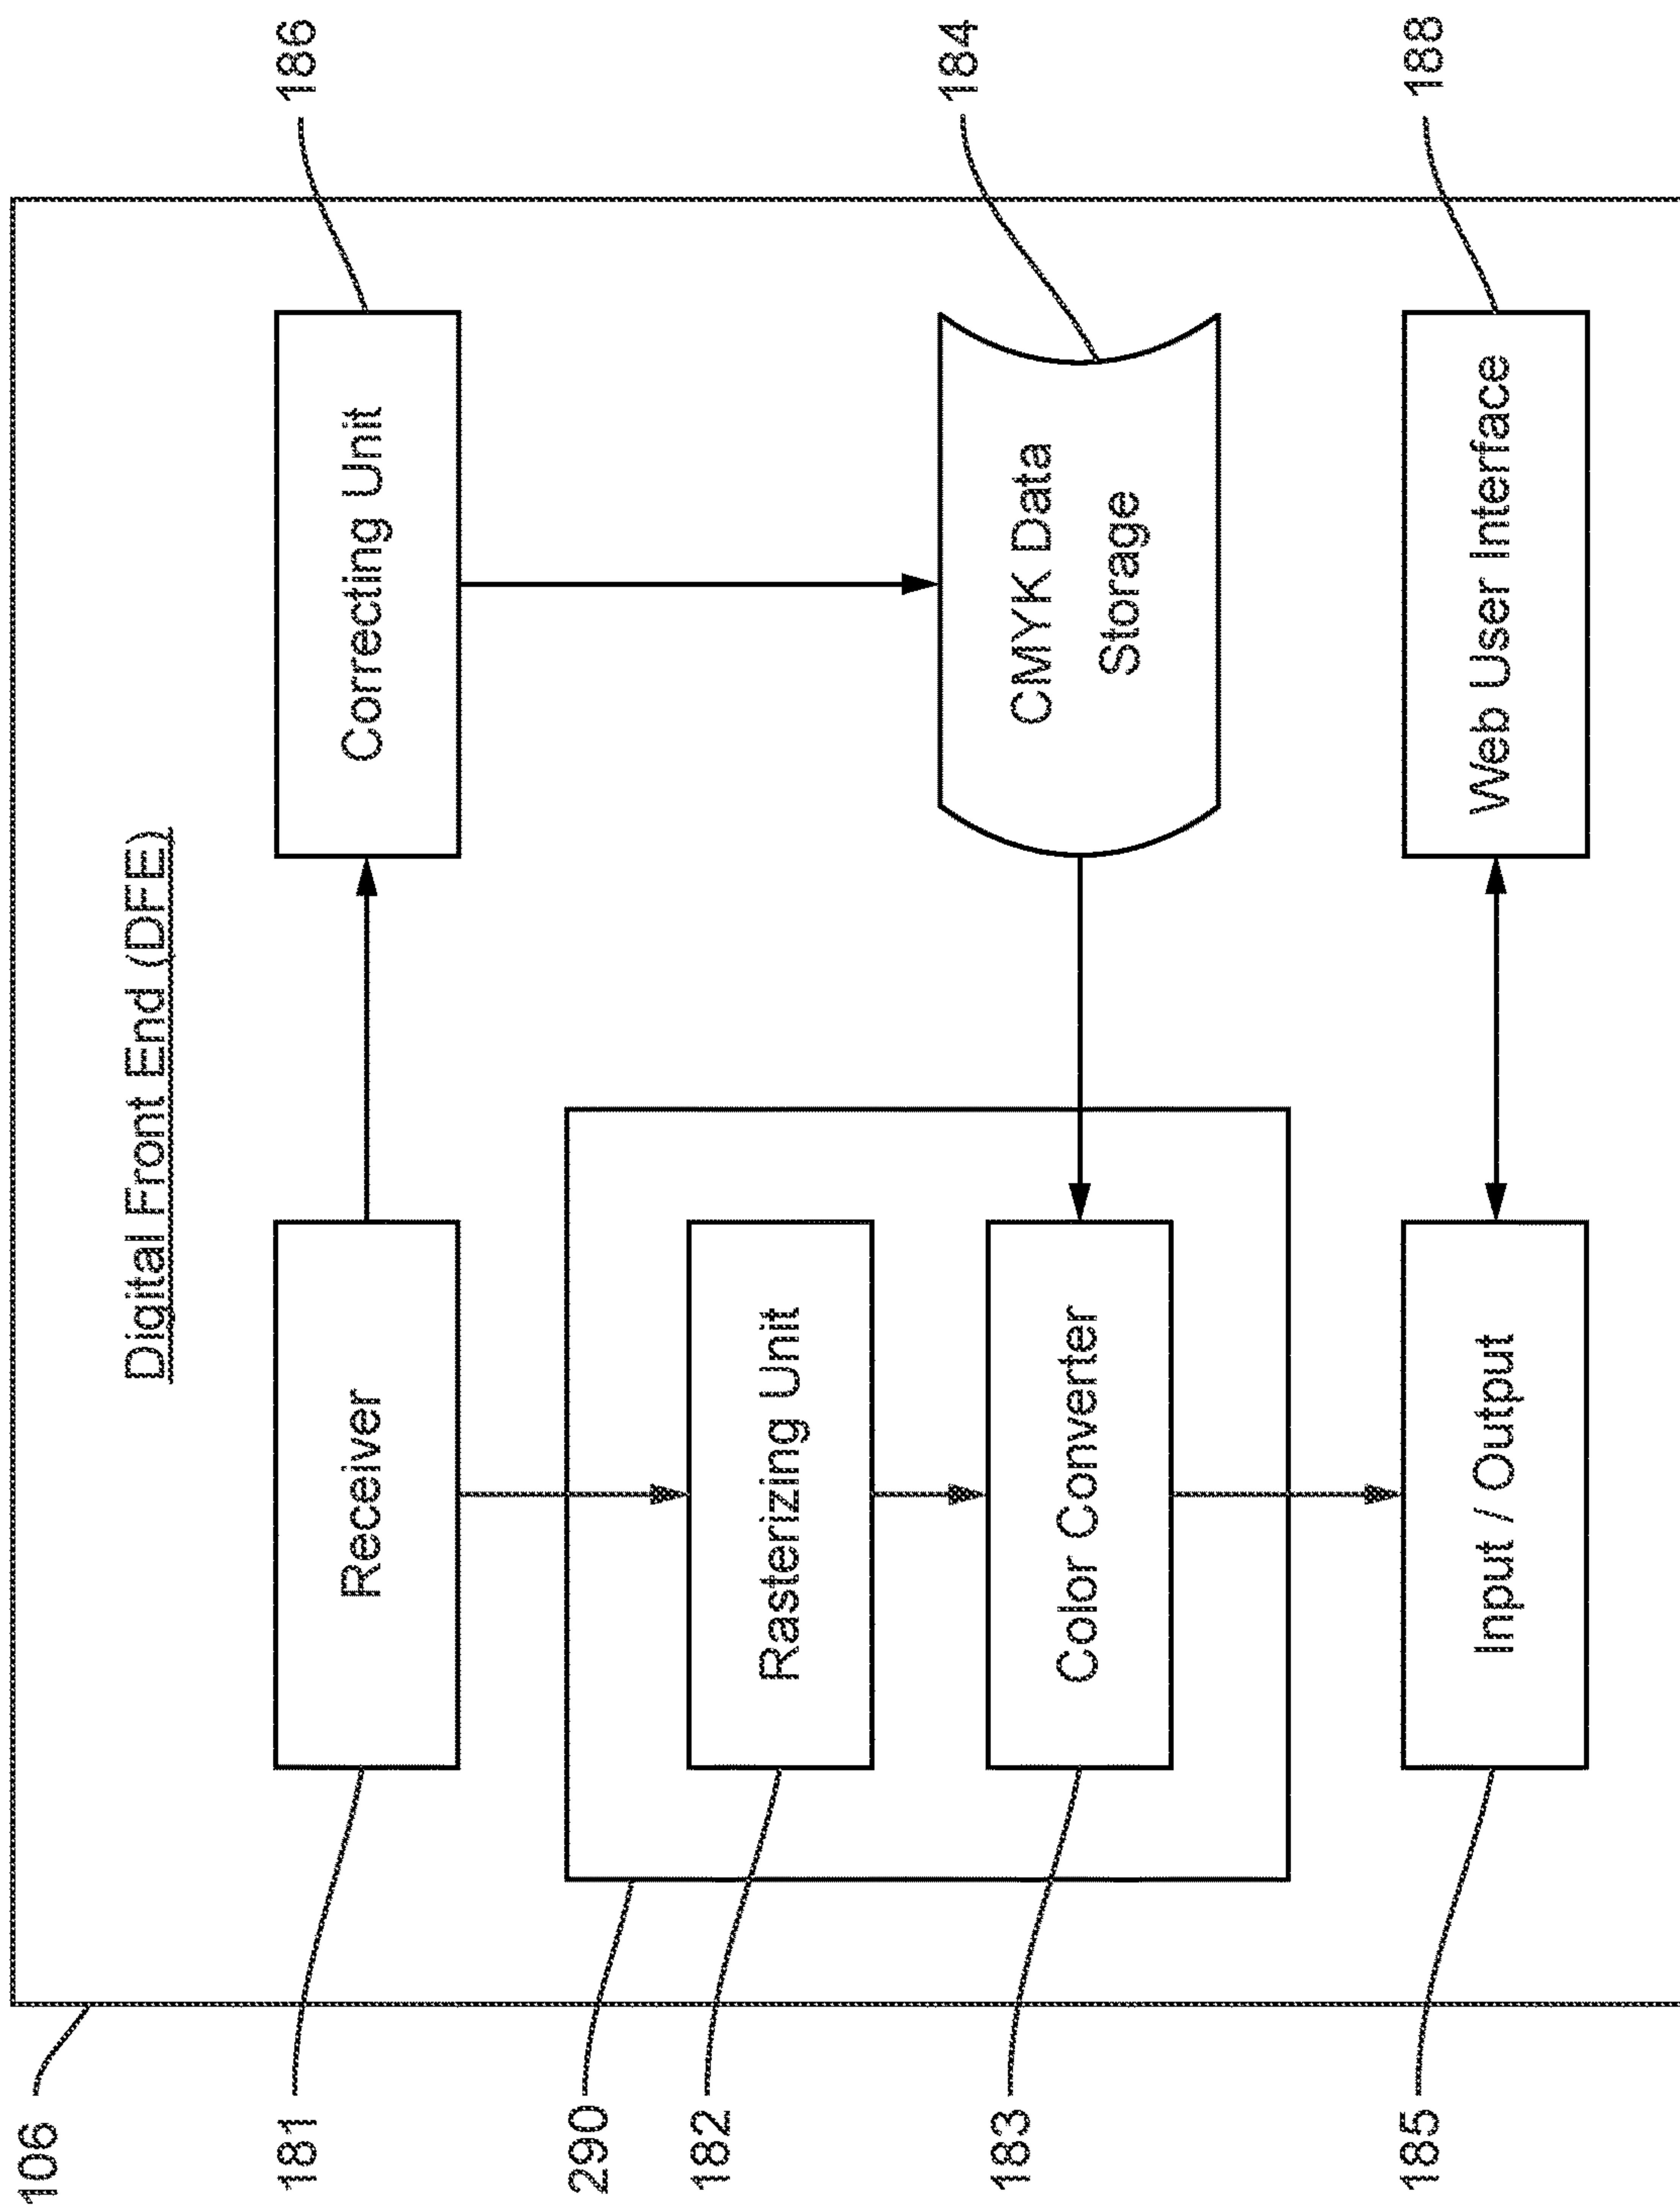 Digital Front End (DFE)
106
181
Receiver
Correcting Unit
186
290
182
Rasterizing Unit
183
Color Converter
CMYK Data
Storage
184
185
Input / Output
Web User Interface
188